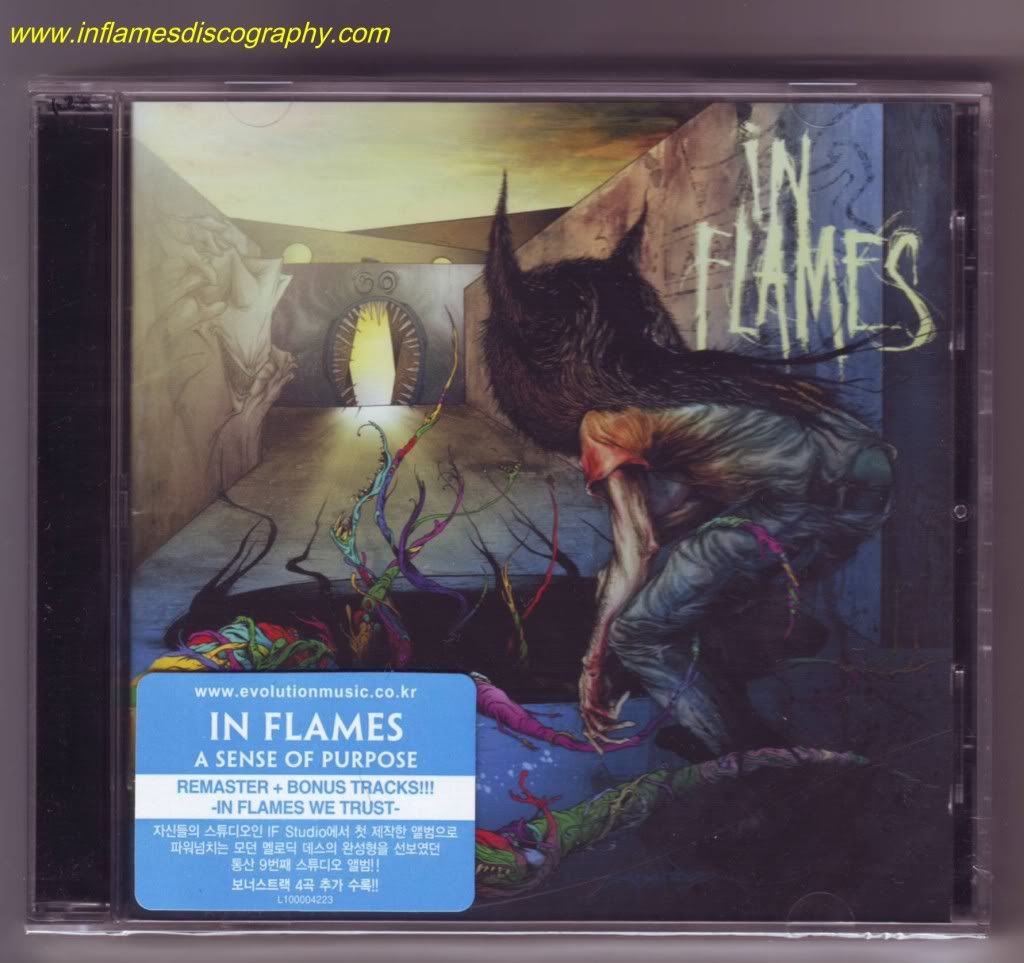 www.inflamesdiscography.com
iN
FLAMES
www.evolutionmusic.co.kr
IN FLAMES
A SENSE OF PURPOSE
REMASTER + BONUS TRACKS!!!
-IN FLAMES WE TRUST-
자신들의 스튜디오인 IF Studio에서 첫 제작한 앨범으로
파워넘치는 모던 멜로딕 데스의 완성형을 선보였던
통산 9번째 스튜디오 앨범!!
보너스트랙 4곡 추가 수록!!
L100004223